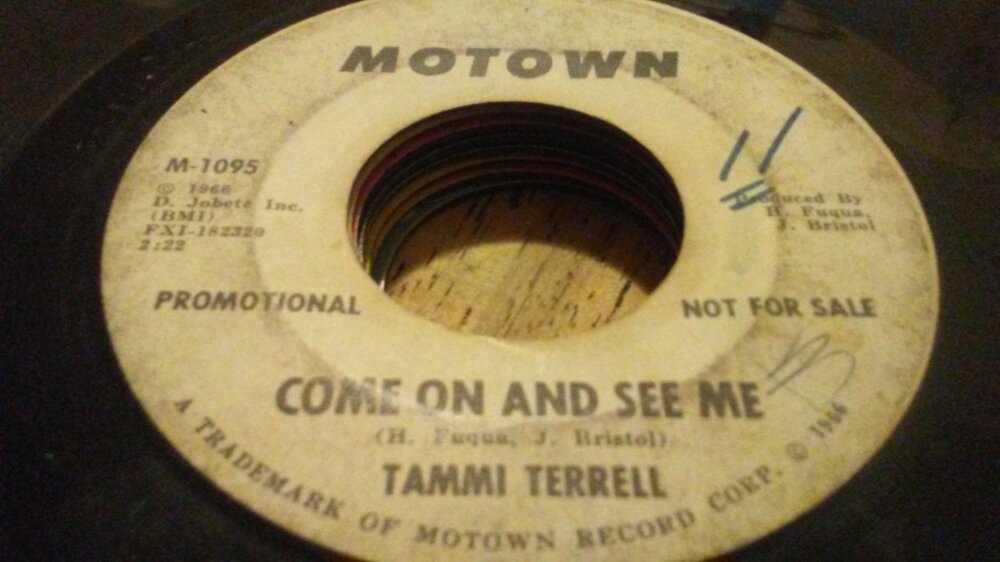 MOTOWN
M-1095
© 1966
D. Jobete Inc.
(BMI)
FX1-182320
2:22
Produced By
H. Fuqua,
J. Bristol
PROMOTIONAL
NOT FOR SALE
COME ON AND SEE ME
(H. Fuqua, J. Bristol)
TAMMI TERRELL
A TRADEMARK OF MOTOWN RECORD CORP. © 1966